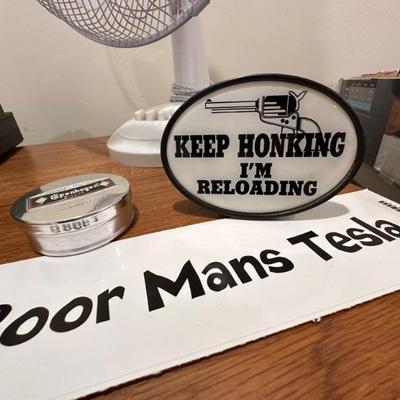 KEEP HONKING
I'M
RELOADING
Copenhagen
Poor Mans Tesla